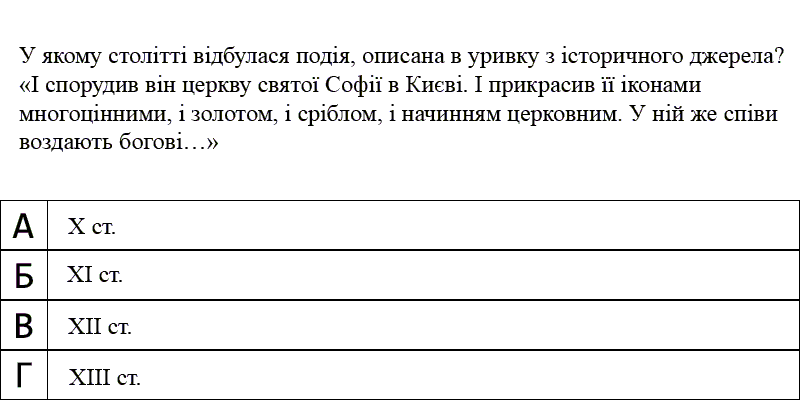 У якому столітті відбулася подія, описана в уривку з історичного джерела?
«І спорудив він церкву святої Софії в Києві. І прикрасив її іконами
многоцінними, і золотом, і сріблом, і начинням церковним. У ній же співи
воздають богові…»
А X ст.
Б XI ст.
В XII ст.
Г XIII ст.